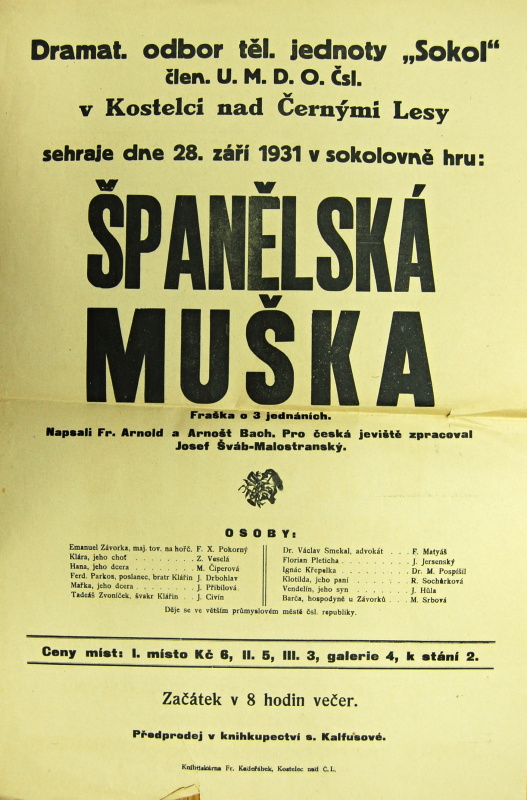 Dramat. odbor těl. jednoty „Sokol“
člen. U. M. D. O. Čsl.
v Kostelci nad Černými Lesy
sehraje dne 28. září 1931 v sokolovně hru:
ŠPANĚLSKÁ
MUŠKA
Fraška o 3 jednáních.
Napsali Fr. Arnold a Arnošt Bach. Pro česká jeviště zpracoval
Josef Šváb-Malostranský.
OSOBY:
Emanuel Závorka, maj. tov. na hořč. F. X. Pokorný
Klára, jeho choť . . . . Z. Veselá
Hana, jeho dcera . . . . M. Čiperová
Ferd. Parkos, poslanec, bratr Klářin J. Drbohlav
Mařka, jeho dcera . . . . J. Přibilová
Tadeáš Zvoníček, švakr Klářin . J. Civín
Dr. Václav Smekal, advokát . . . F. Matyáš
Florian Pleticha . . . . J. Jersenský
Ignác Křepelka . . . . Dr. M. Pospíšil
Klotilda, jeho paní . . . . R. Sochůrková
Vendelín, jeho syn . . . . J. Hůla
Barča, hospodyně u Závorků . . M. Srbová
Děje se ve větším průmyslovém městě čsl. republiky.
Ceny míst: I. místo Kč 6, II. 5, III. 3, galerie 4, k stání 2.
Začátek v 8 hodin večer.
Předprodej v knihkupectví s. Kalfusové.
Knihtiskárna Fr. Kadeřábek, Kostelec nad Č. L.